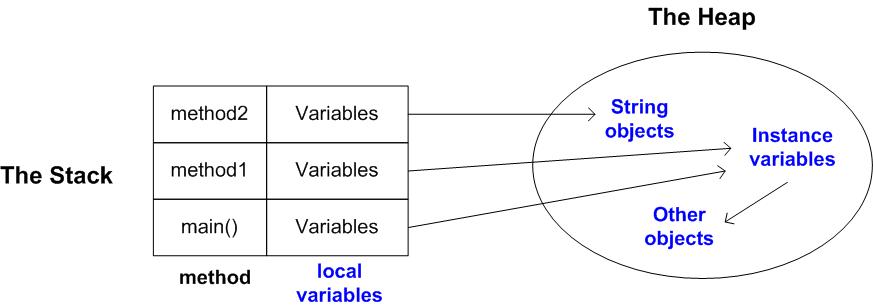 The Heap
method2 Variables
String
objects
Instance
variables
The Stack
method1 Variables
main() Variables
Other
objects
method
local
variables